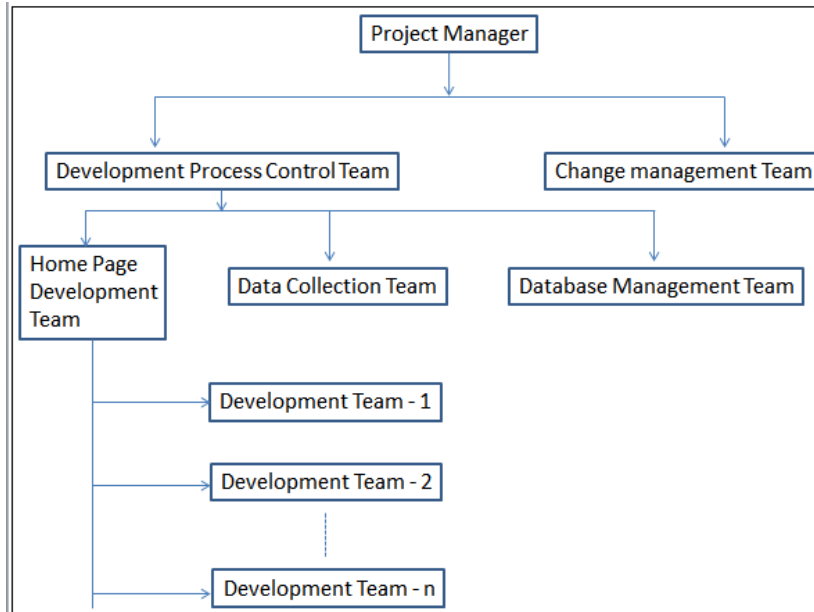 Project Manager
Development Process Control Team
Change management Team
Home Page
Development
Team
Data Collection Team
Database Management Team
Development Team - 1
Development Team - 2
Development Team - n